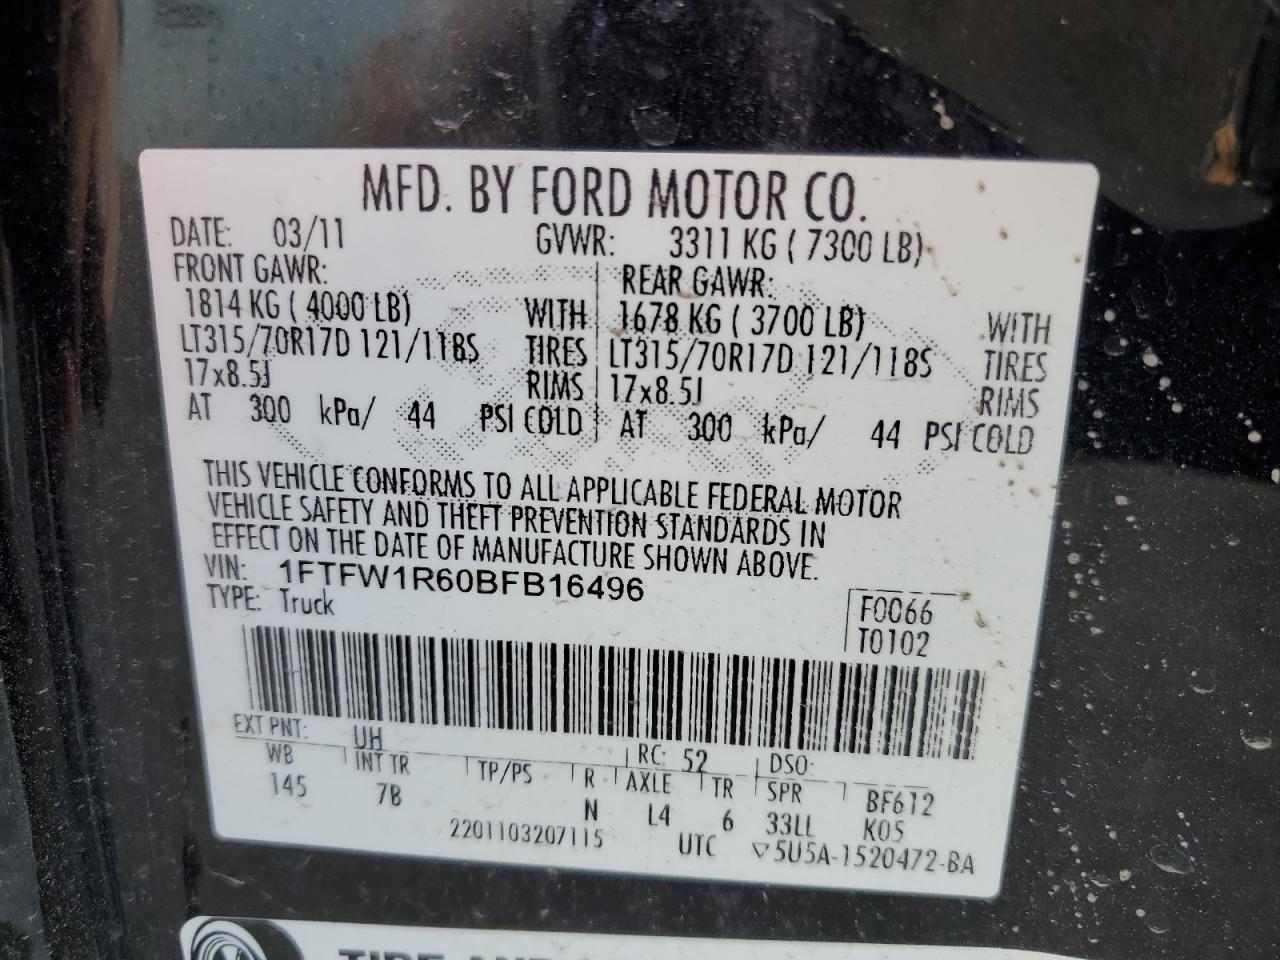 MFD. BY FORD MOTOR CO.
DATE: 03/11 GVWR: 3311 KG ( 7300 LB)
FRONT GAWR: REAR GAWR:
1814 KG ( 4000 LB) WITH 1678 KG ( 3700 LB) WITH
LT315/70R17D 121/118S TIRES LT315/70R17D 121/118S TIRES
17x8.5J RIMS 17x8.5J RIMS
AT 300 kPa/ 44 PSI COLD AT 300 kPa/ 44 PSI COLD
THIS VEHICLE CONFORMS TO ALL APPLICABLE FEDERAL MOTOR
VEHICLE SAFETY AND THEFT PREVENTION STANDARDS IN
EFFECT ON THE DATE OF MANUFACTURE SHOWN ABOVE.
VIN: 1FTFW1R60BFB16496
TYPE: Truck
F0066
T0102
EXT PNT: UH RC: 52 DSO:
WB INT TR TP/PS R AXLE TR SPR BF612
145 7B N L4 6 33LL K05
2201103207115 UTC ▽5U5A-1520472-BA